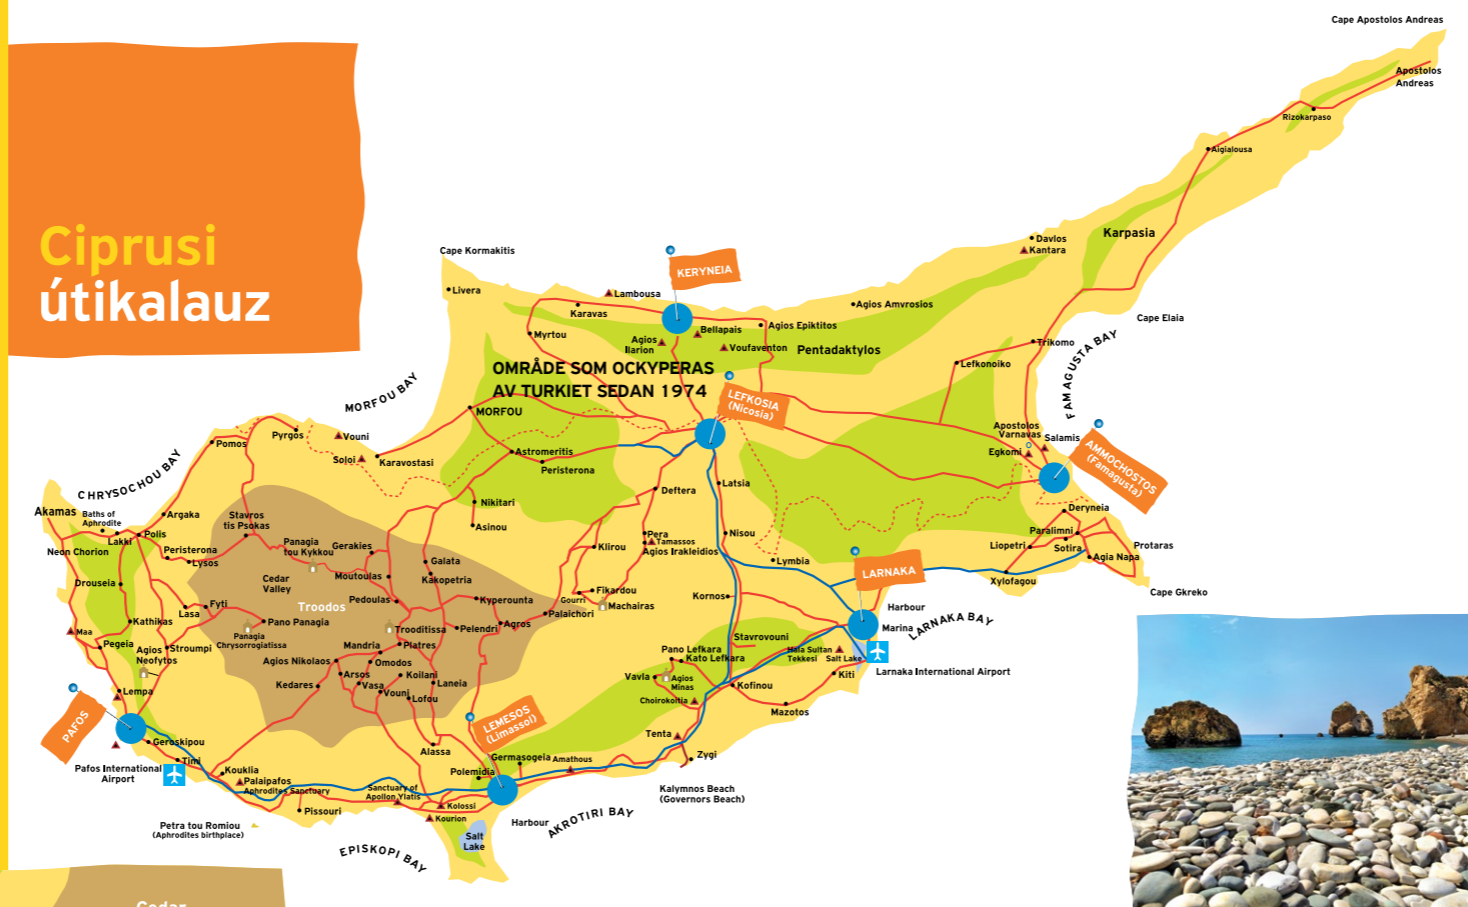 Ciprusi
útikalauz
Cape Apostolos Andreas
Apostolos
Andreas
Rizokarpaso
Aigialousa
Karpasia
Davlos
Kantara
Cape Kormakitis
KERYNEIA
Livera
Lambousa
Karavas
Agios Amvrosios
Cape Elaia
Myrtou
Bellapais
Agios Epiktitos
Agios
Ilarion
Voufaventon
Pentadaktylos
Trikomo
FAMAGUSTA BAY
Lefkonoiko
OMRÅDE SOM OCKYPERAS
AV TURKIET SEDAN 1974
MORFOU BAY
LEFKOSIA
(Nicosia)
MORFOU
Pyrgos
Vouni
Pomos
Soloi
Karavostasi
Astromeritis
Peristerona
Apostolos
Varnavas
Salamis
Egkomi
AMMOCHOSTOS
(Famagusta)
CHRYSOCHOU BAY
Akamas
Baths of
Aphrodite
Argaka
Stavros
tis Psokas
Nikitari
Asinou
Deftera
Latsia
Deryneia
Lakki
Polis
Neon Chorion
Peristerona
Lysos
Panagia
tou Kykkou
Gerakies
Pera
Tamassos
Agios Irakleidios
Nisou
Klirou
Paralimni
Liopetri
Sotira
Protaras
Agia Napa
Drouseia
Cedar
Valley
Moutoulas
Galata
Kakopetria
Lymbia
LARNAKA
Xylofagou
Cape Gkreko
Fyti
Lasa
Troodos
Pedoulas
Kyperounta
Fikardou
Gourri
Machairas
Palaichori
Kornos
Harbour
Marina
LARNAKA BAY
Kathikas
Pano Panagia
Maa
Panagia
Chrysorrogiatissa
Trooditissa
Pelendri
Agros
Stavrovouni
Pegeia
Agios
Neofytos
Stroumpi
Mandria
Platres
Pano Lefkara
Kato Lefkara
Hala Sultan
Tekkesi
Salt Lake
Larnaka International Airport
Agios Nikolaos
Omodos
Arsos
Koilani
Kiti
Vavla
Agios
Minas
Kofinou
Lempa
Kedares
Vasa
Vouni
Laneia
Lofou
Choirokoitia
Mazotos
PAFOS
LEMESOS
(Limassol)
Geroskipou
Alassa
Tenta
Timi
Germasogeia
Amathous
Zygi
Pafos International
Airport
Kouklia
Polemidia
Palaipafos
Aphrodites Sanctuary
Sanctuary of
Apollon Ylatis
Kalymnos Beach
(Governors Beach)
Pissouri
Kolossi
Kourion
Harbour
AKROTIRI BAY
Petra tou Romiou
(Aphrodites birthplace)
Salt
Lake
EPISKOPI BAY